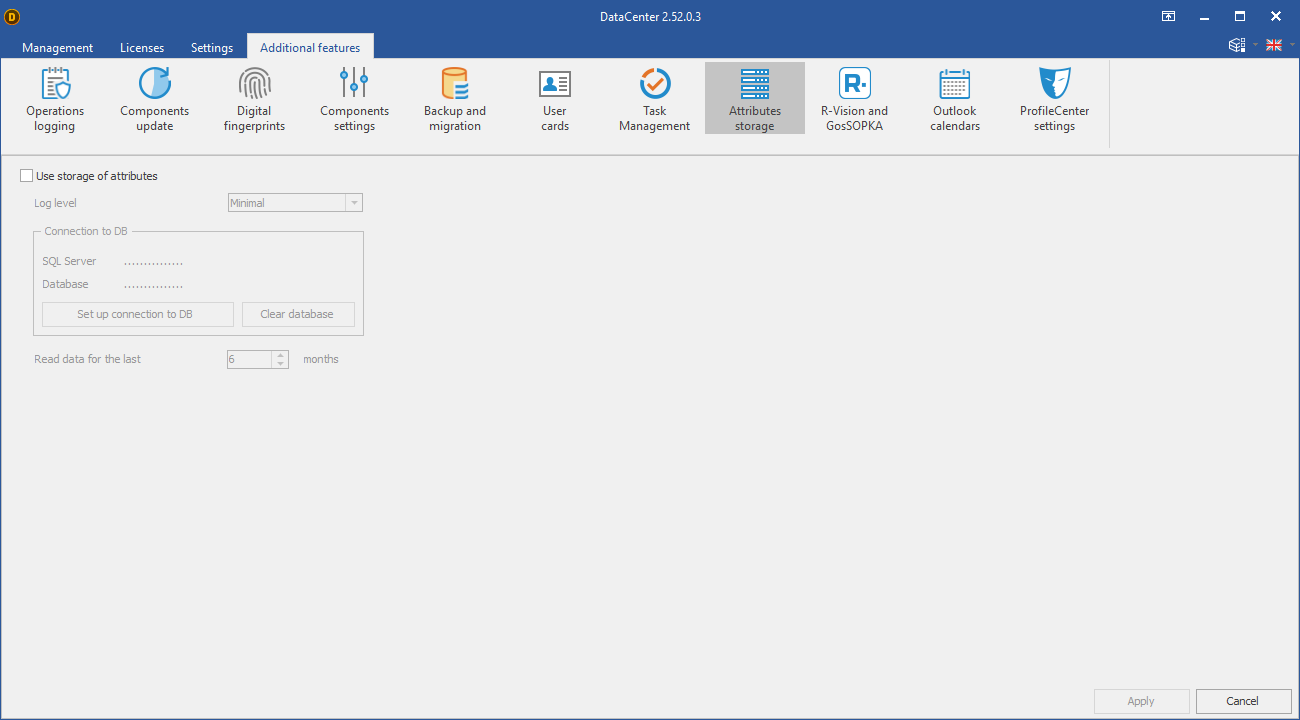 D
DataCenter 2.52.0.3
Management Licenses Settings Additional features
Operations logging
Components update
Digital fingerprints
Components settings
Backup and migration
User cards
Task Management
Attributes storage
R-Vision and GosSOPKA
Outlook calendars
ProfileCenter settings
Use storage of attributes
Log level Minimal
Connection to DB
SQL Server ...............
Database ...............
Set up connection to DB Clear database
Read data for the last 6 months
Apply Cancel